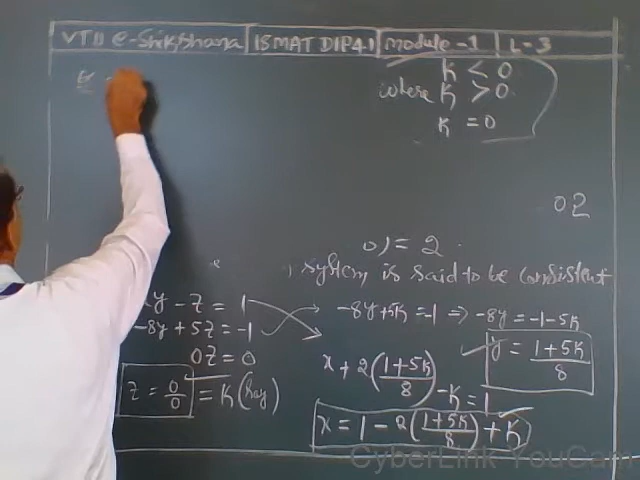 VTU e-Shikshana | 15MAT DIP41 | Module -1 | L-3
K < 0
where K > 0
K = 0
02
0) = 2.
system is said to be consistent
y - z = 1
-8y + 5z = -1
0z = 0
z = 0/0 = K (say)
-8y+5K = -1 => -8y = -1-5K
y = (1+5K)/8
x + 2((1+5K)/8) - K = 1
x = 1 - 2((1+5K)/8) + K
CyberLink YouCam